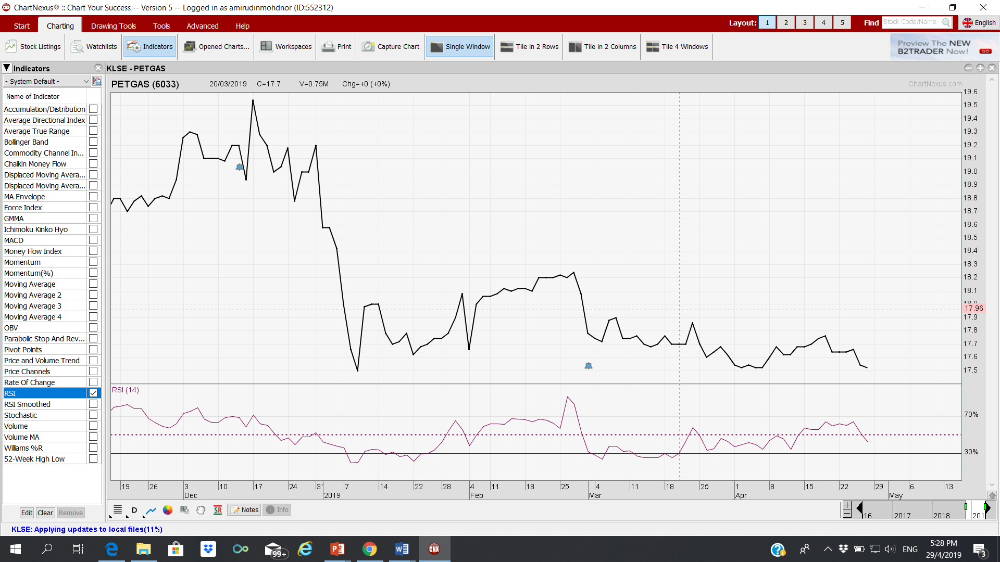 ChartNexus® :: Chart Your Success -- Version 5 -- Logged in as amirudinmohdnor (ID:552312)
Start Charting Drawing Tools Tools Advanced Help Layout: 1 2 3 4 5 Find Stock Code/Name English
Stock Listings Watchlists Indicators Opened Charts... Workspaces Print Capture Chart Single Window Tile in 2 Rows Tile in 2 Columns Tile 4 Windows
Preview The NEW
B2TRADER Now! GO
Indicators
- System Default -
Name of Indicator
Accumulation/Distribution
Average Directional Index
Average True Range
Bollinger Band
Commodity Channel In...
Chaikin Money Flow
Displaced Moving Avera...
Displaced Moving Avera...
MA Envelope
Force Index
GMMA
Ichimoku Kinko Hyo
MACD
Money Flow Index
Momentum
Momentum(%)
Moving Average
Moving Average 2
Moving Average 3
Moving Average 4
OBV
Parabolic Stop And Rev...
Pivot Points
Price and Volume Trend
Price Channels
Rate Of Change
RSI
RSI Smoothed
Stochastic
Volume
Volume MA
Williams %R
52-Week High Low
Edit Clear Remove
KLSE - PETGAS
PETGAS (6033) 20/03/2019 C=17.7 V=0.75M Chg=+0 (+0%) ChartNexus.com
19.6
19.5
19.4
19.3
19.2
19.1
19.0
18.9
18.8
18.7
18.6
18.5
18.4
18.3
18.2
18.1
18.0
17.96
17.9
17.8
17.7
17.6
17.5
RSI (14)
70%
30%
19 26 3 10 17 24 31 7 14 22 28 4 11 18 25 4 11 18 25 1 8 15 22 29 6 13
Dec 2019 Feb Mar Apr May
D SR Notes Info
16 2017 2018 201
KLSE: Applying updates to local files(11%)
99+ CNX ENG
5:28 PM
29/4/2019
3